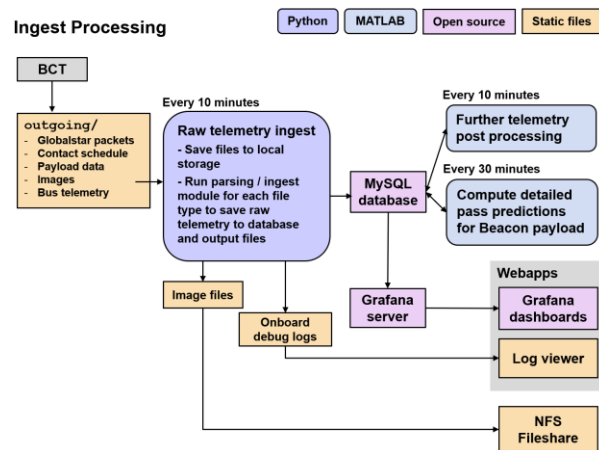 Ingest Processing
Python
MATLAB
Open source
Static files
BCT
outgoing/
- Globalstar packets
- Contact schedule
- Payload data
- Images
- Bus telemetry
Every 10 minutes
Raw telemetry ingest
- Save files to local
storage
- Run parsing / ingest
module for each file
type to save raw
telemetry to database
and output files
MySQL
database
Every 10 minutes
Further telemetry
post processing
Every 30 minutes
Compute detailed
pass predictions
for Beacon payload
Image files
Onboard
debug logs
Grafana
server
Webapps
Grafana
dashboards
Log viewer
NFS
Fileshare